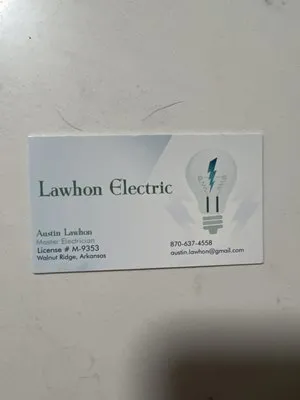 Lawhon Electric
Austin Lawhon
Master Electrician
License # M-9353
Walnut Ridge, Arkansas
870-637-4558
austin.lawhon@gmail.com